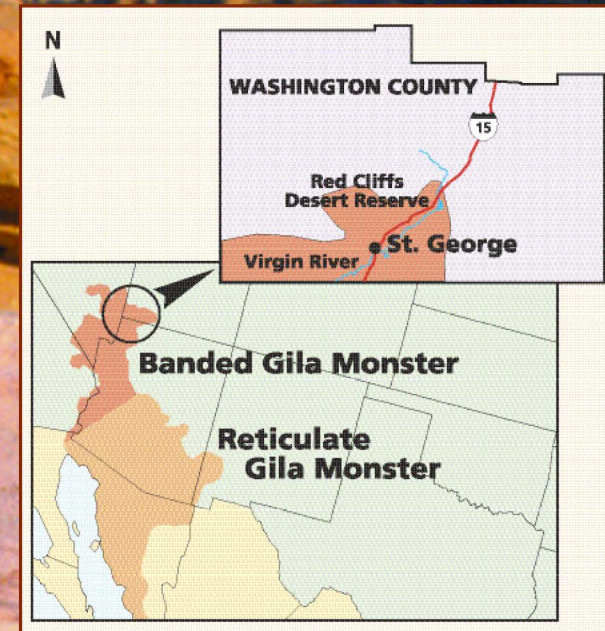 N
WASHINGTON COUNTY
15
Red Cliffs
Desert Reserve
St. George
Virgin River
Banded Gila Monster
Reticulate
Gila Monster